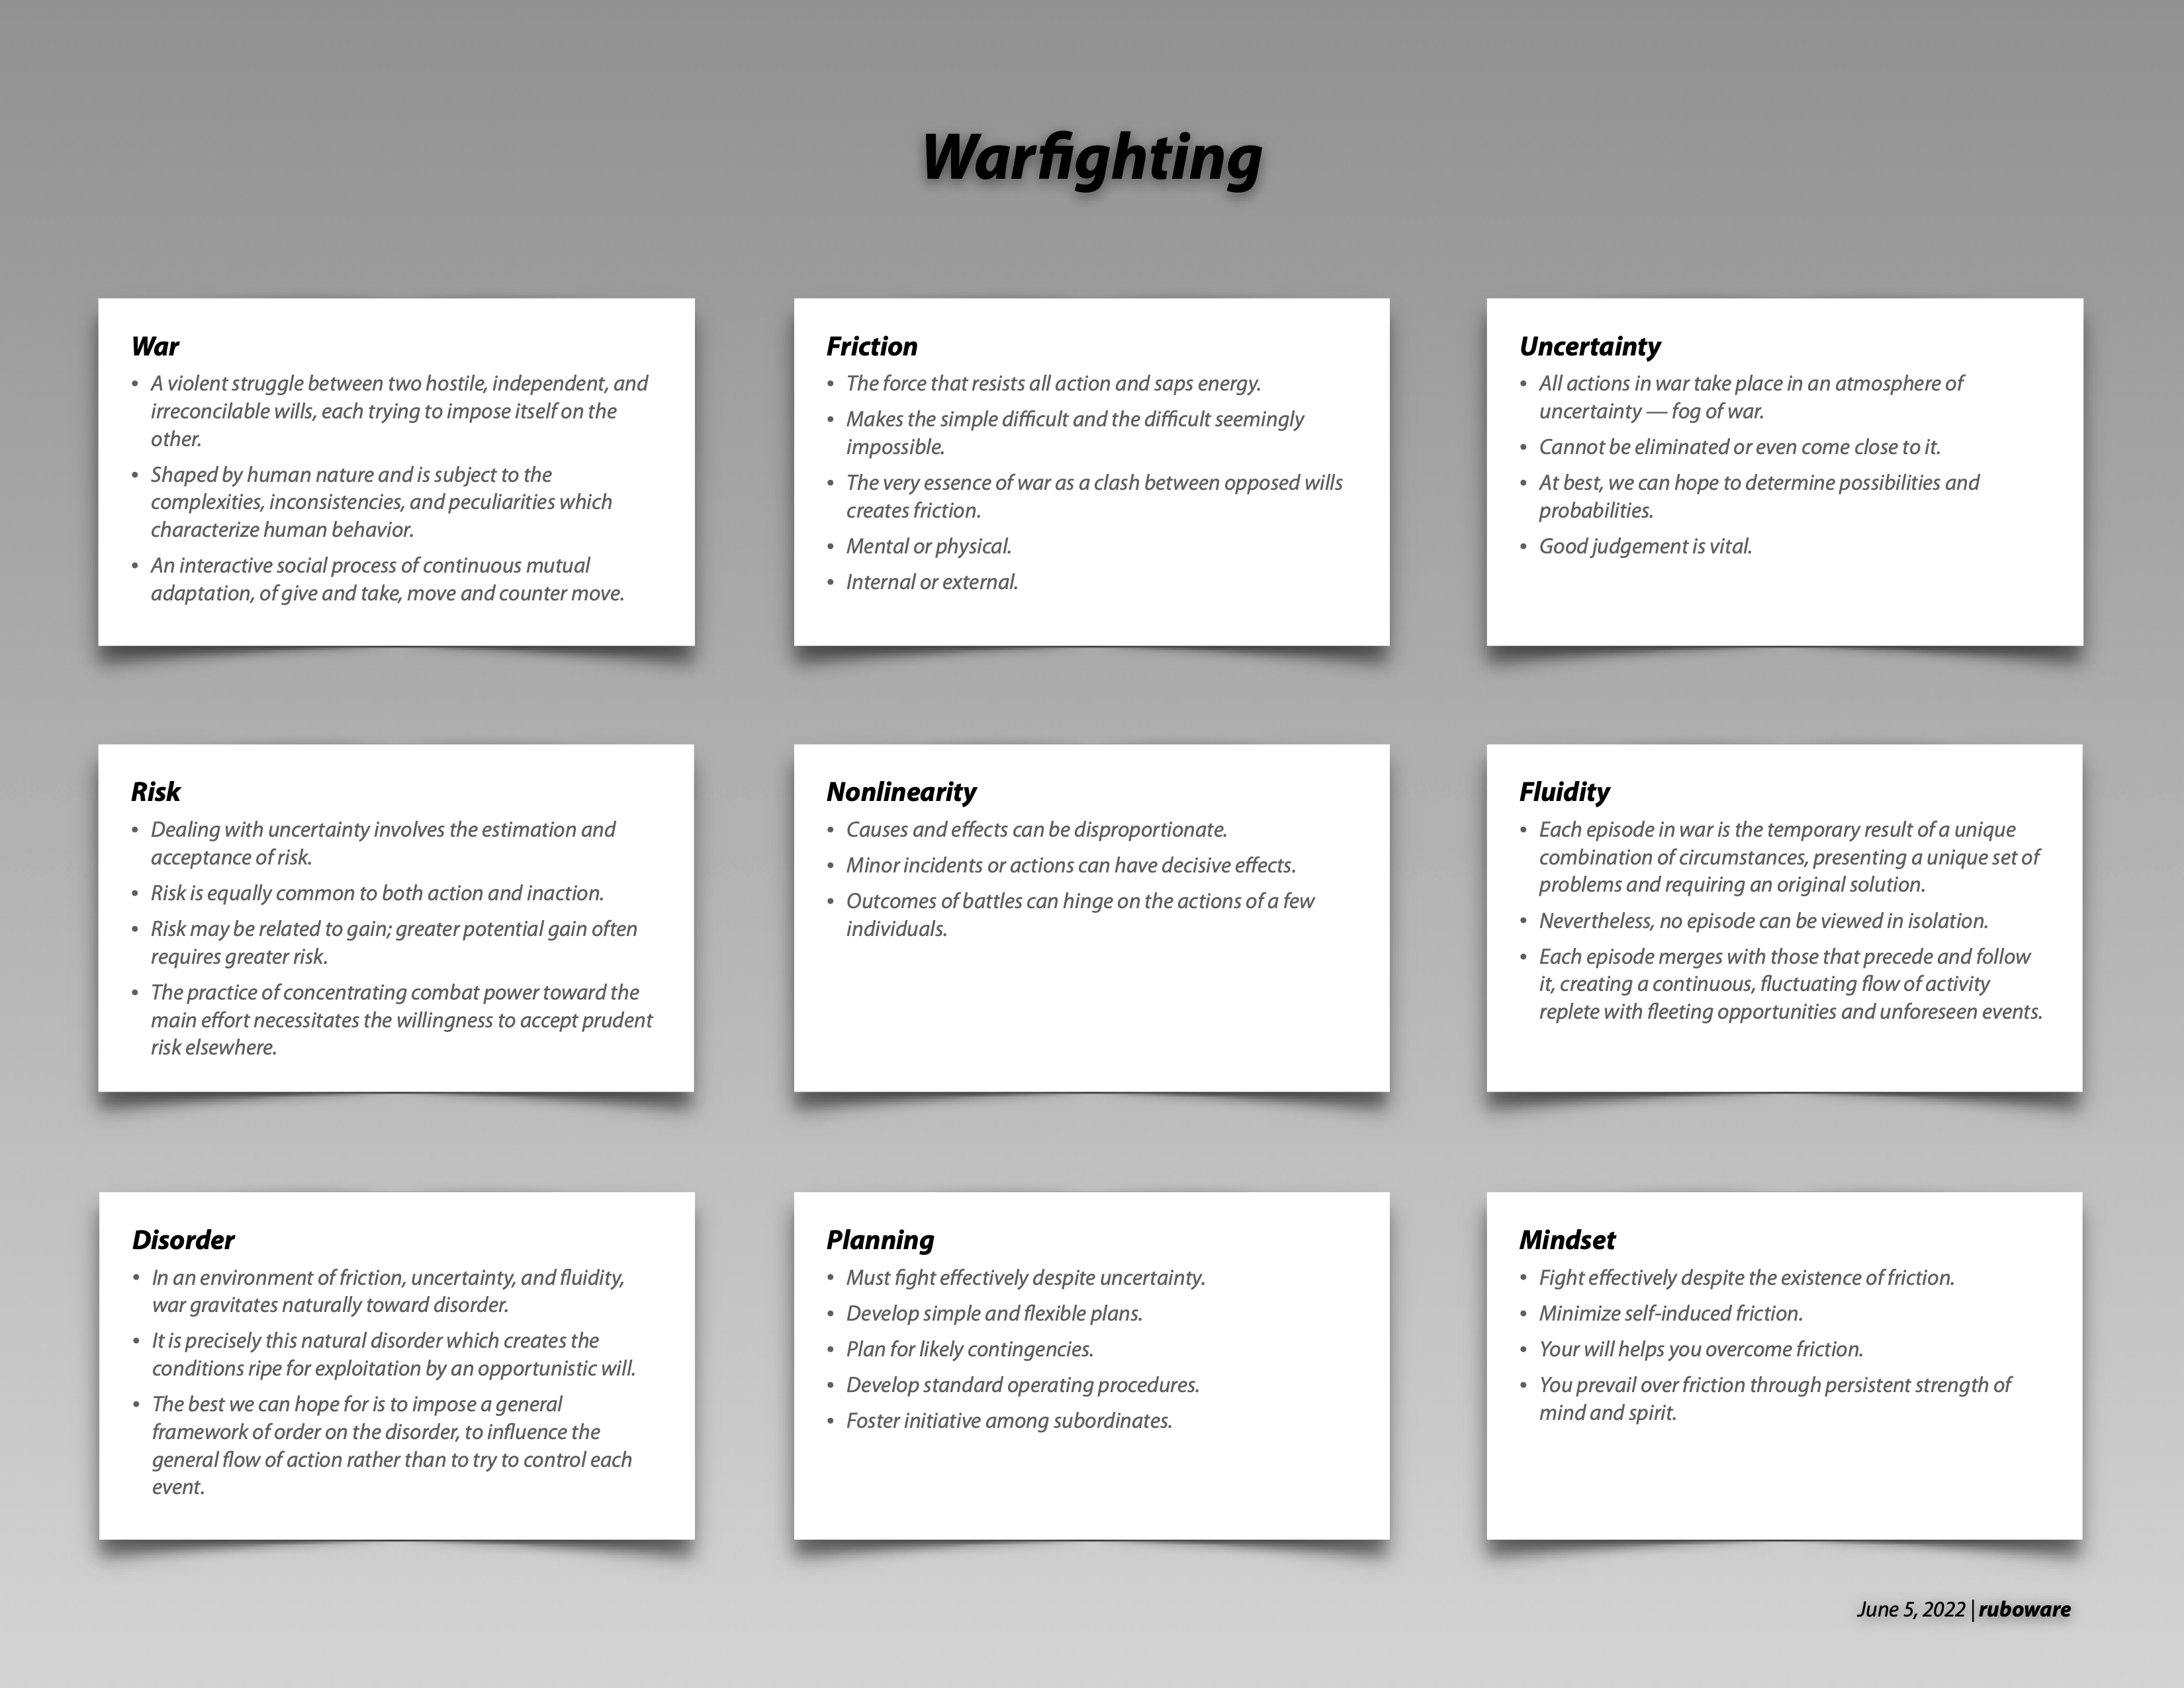 Warfighting
War
• A violent struggle between two hostile, independent, and
irreconcilable wills, each trying to impose itself on the
other.
• Shaped by human nature and is subject to the
complexities, inconsistencies, and peculiarities which
characterize human behavior.
• An interactive social process of continuous mutual
adaptation, of give and take, move and counter move.
Friction
• The force that resists all action and saps energy.
• Makes the simple difficult and the difficult seemingly
impossible.
• The very essence of war as a clash between opposed wills
creates friction.
• Mental or physical.
• Internal or external.
Uncertainty
• All actions in war take place in an atmosphere of
uncertainty — fog of war.
• Cannot be eliminated or even come close to it.
• At best, we can hope to determine possibilities and
probabilities.
• Good judgement is vital.
Risk
• Dealing with uncertainty involves the estimation and
acceptance of risk.
• Risk is equally common to both action and inaction.
• Risk may be related to gain; greater potential gain often
requires greater risk.
• The practice of concentrating combat power toward the
main effort necessitates the willingness to accept prudent
risk elsewhere.
Nonlinearity
• Causes and effects can be disproportionate.
• Minor incidents or actions can have decisive effects.
• Outcomes of battles can hinge on the actions of a few
individuals.
Fluidity
• Each episode in war is the temporary result of a unique
combination of circumstances, presenting a unique set of
problems and requiring an original solution.
• Nevertheless, no episode can be viewed in isolation.
• Each episode merges with those that precede and follow
it, creating a continuous, fluctuating flow of activity
replete with fleeting opportunities and unforeseen events.
Disorder
• In an environment of friction, uncertainty, and fluidity,
war gravitates naturally toward disorder.
• It is precisely this natural disorder which creates the
conditions ripe for exploitation by an opportunistic will.
• The best we can hope for is to impose a general
framework of order on the disorder, to influence the
general flow of action rather than to try to control each
event.
Planning
• Must fight effectively despite uncertainty.
• Develop simple and flexible plans.
• Plan for likely contingencies.
• Develop standard operating procedures.
• Foster initiative among subordinates.
Mindset
• Fight effectively despite the existence of friction.
• Minimize self-induced friction.
• Your will helps you overcome friction.
• You prevail over friction through persistent strength of
mind and spirit.
June 5, 2022 | ruboware